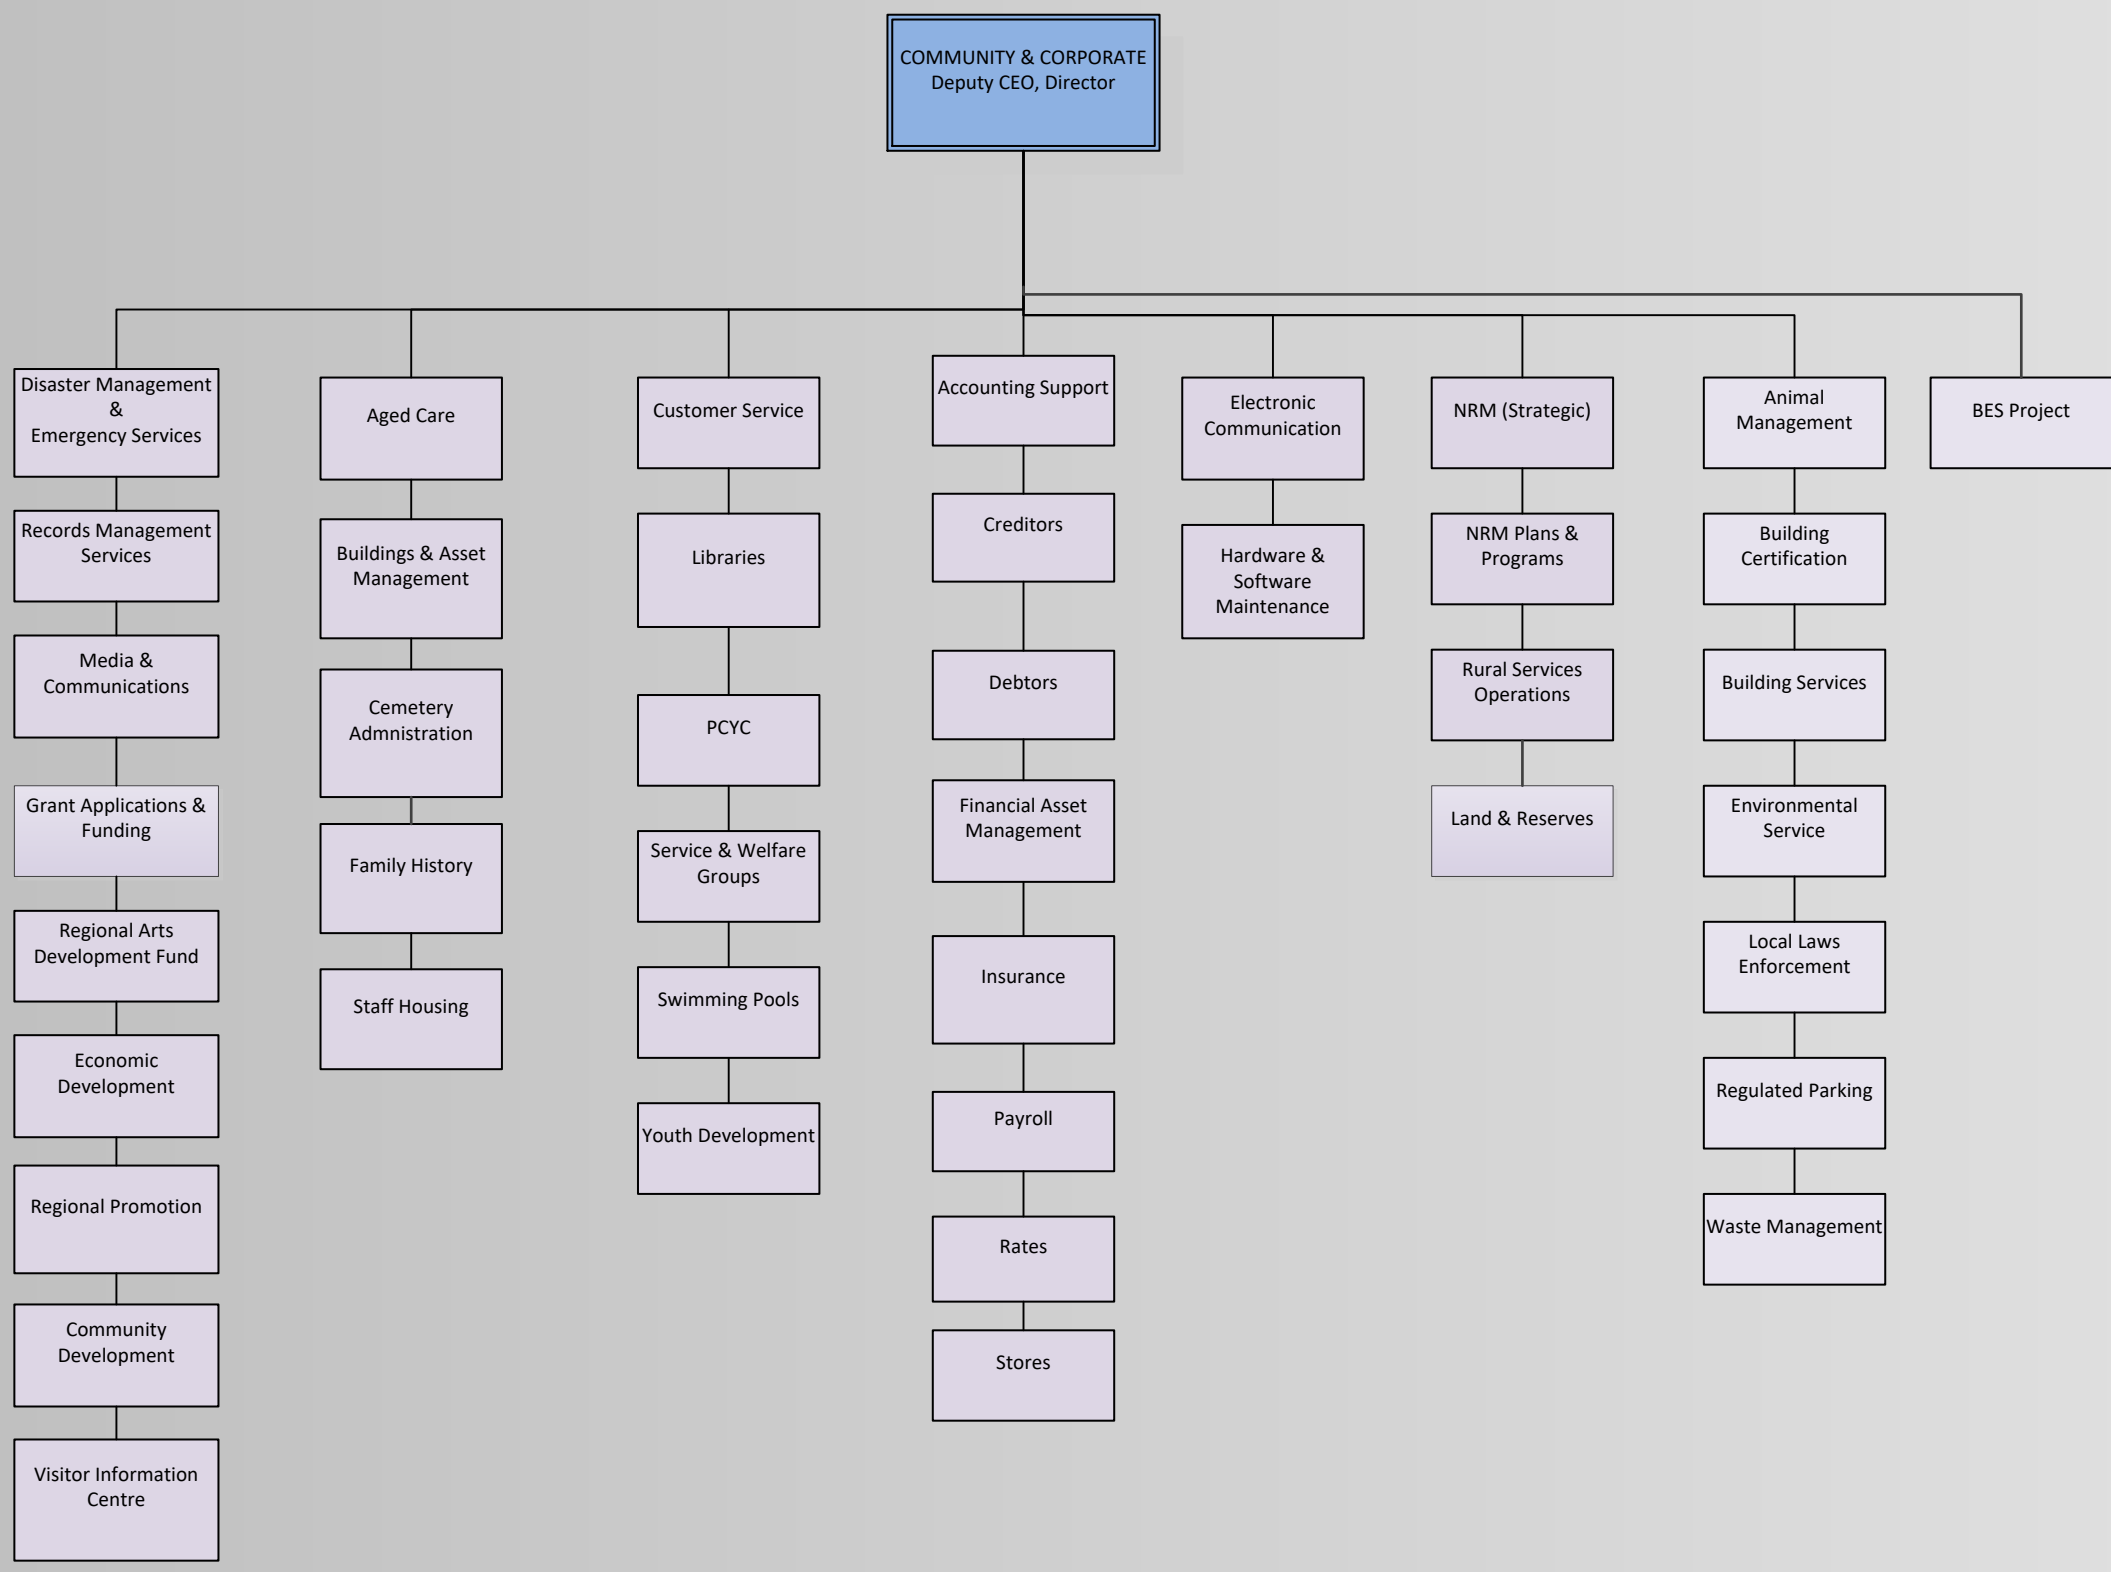 COMMUNITY & CORPORATE
Deputy CEO, Director
Disaster Management
&
Emergency Services
Records Management
Services
Media &
Communications
Grant Applications &
Funding
Regional Arts
Development Fund
Economic
Development
Regional Promotion
Community
Development
Visitor Information
Centre
Aged Care
Buildings & Asset
Management
Cemetery
Admnistration
Family History
Staff Housing
Customer Service
Libraries
PCYC
Service & Welfare
Groups
Swimming Pools
Youth Development
Accounting Support
Creditors
Debtors
Financial Asset
Management
Insurance
Payroll
Rates
Stores
Electronic
Communication
Hardware &
Software
Maintenance
NRM (Strategic)
NRM Plans &
Programs
Rural Services
Operations
Land & Reserves
Animal
Management
Building
Certification
Building Services
Environmental
Service
Local Laws
Enforcement
Regulated Parking
Waste Management
BES Project